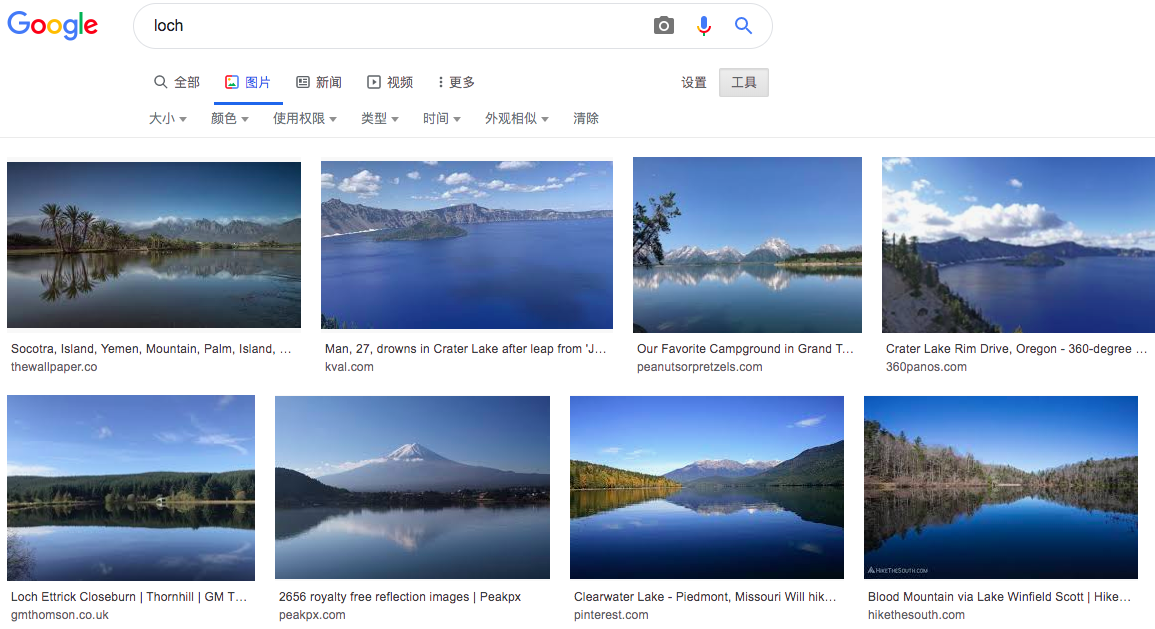 Google
loch
全部 图片 新闻 视频 更多 设置 工具
大小 颜色 使用权限 类型 时间 外观相似 清除
Socotra, Island, Yemen, Mountain, Palm, Island, ...
thewallpaper.co
Man, 27, drowns in Crater Lake after leap from 'J...
kval.com
Our Favorite Campground in Grand T...
peanutsorpretzels.com
Crater Lake Rim Drive, Oregon - 360-degree ...
360panos.com
Loch Ettrick Closeburn | Thornhill | GM T...
gmthomson.co.uk
2656 royalty free reflection images | Peakpx
peakpx.com
Clearwater Lake - Piedmont, Missouri Will hik...
pinterest.com
HIKETHESOUTH.COM
Blood Mountain via Lake Winfield Scott | Hike...
hikethesouth.com